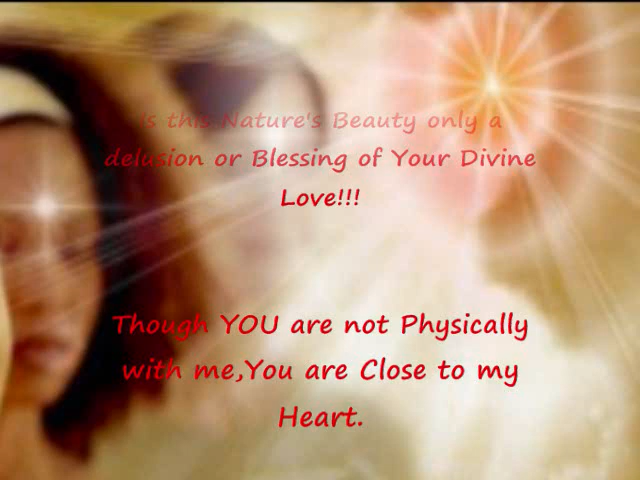 is this Nature's Beauty only a
delusion or Blessing of Your Divine
Love!!!
Though YOU are not Physically
with me,You are Close to my
Heart.